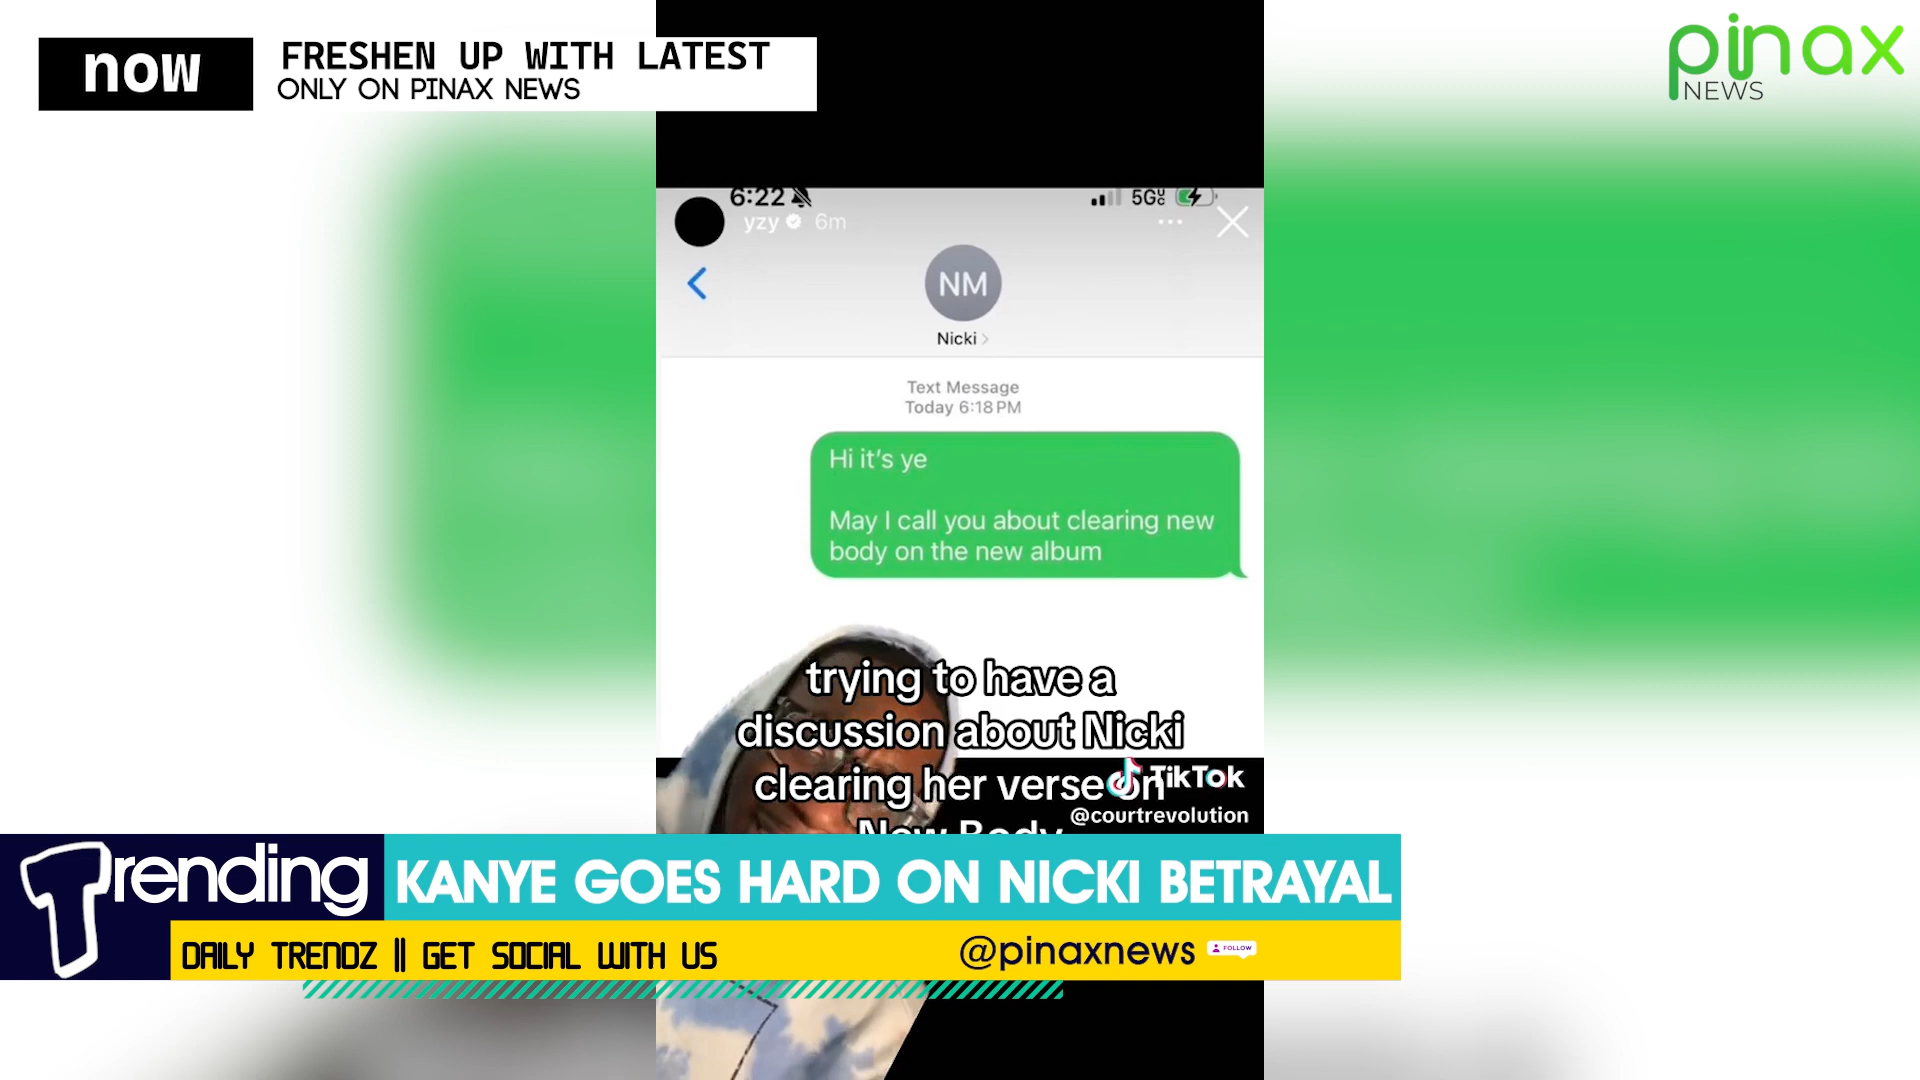 now
FRESHEN UP WITH LATEST
ONLY ON PINAX NEWS
pinax
NEWS
6:22
5G UC
yzy 6m
NM
Nicki
Text Message
Today 6:18 PM
Hi it's ye
May I call you about clearing new
body on the new album
trying to have a
discussion about Nicki
clearing her verse on
New Body
TikTok
@courtrevolution
Trending
KANYE GOES HARD ON NICKI BETRAYAL
DAILY TRENDZ || GET SOCIAL WITH US
@pinaxnews
FOLLOW